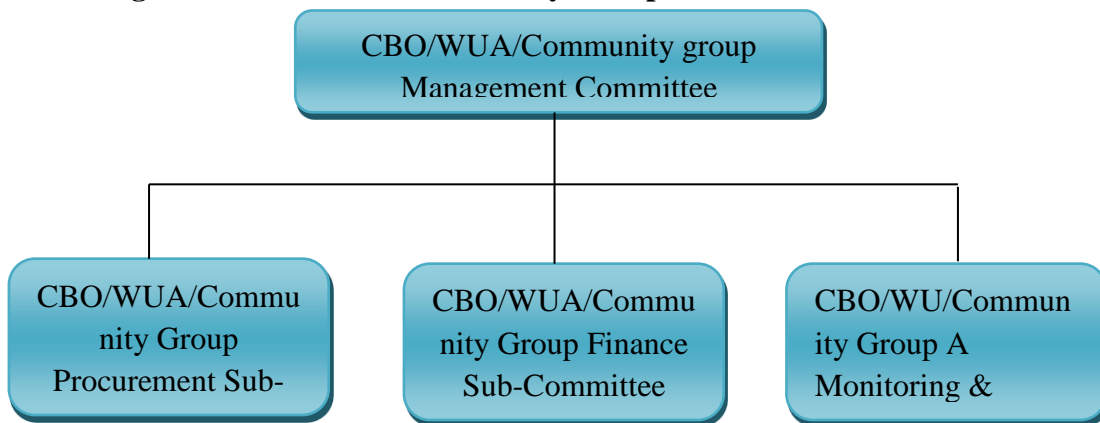 CBO/WUA/Community group
Management Committee
CBO/WUA/Commu
nity Group
Procurement Sub-
CBO/WUA/Commu
nity Group Finance
Sub-Committee
CBO/WU/Commun
ity Group A
Monitoring &